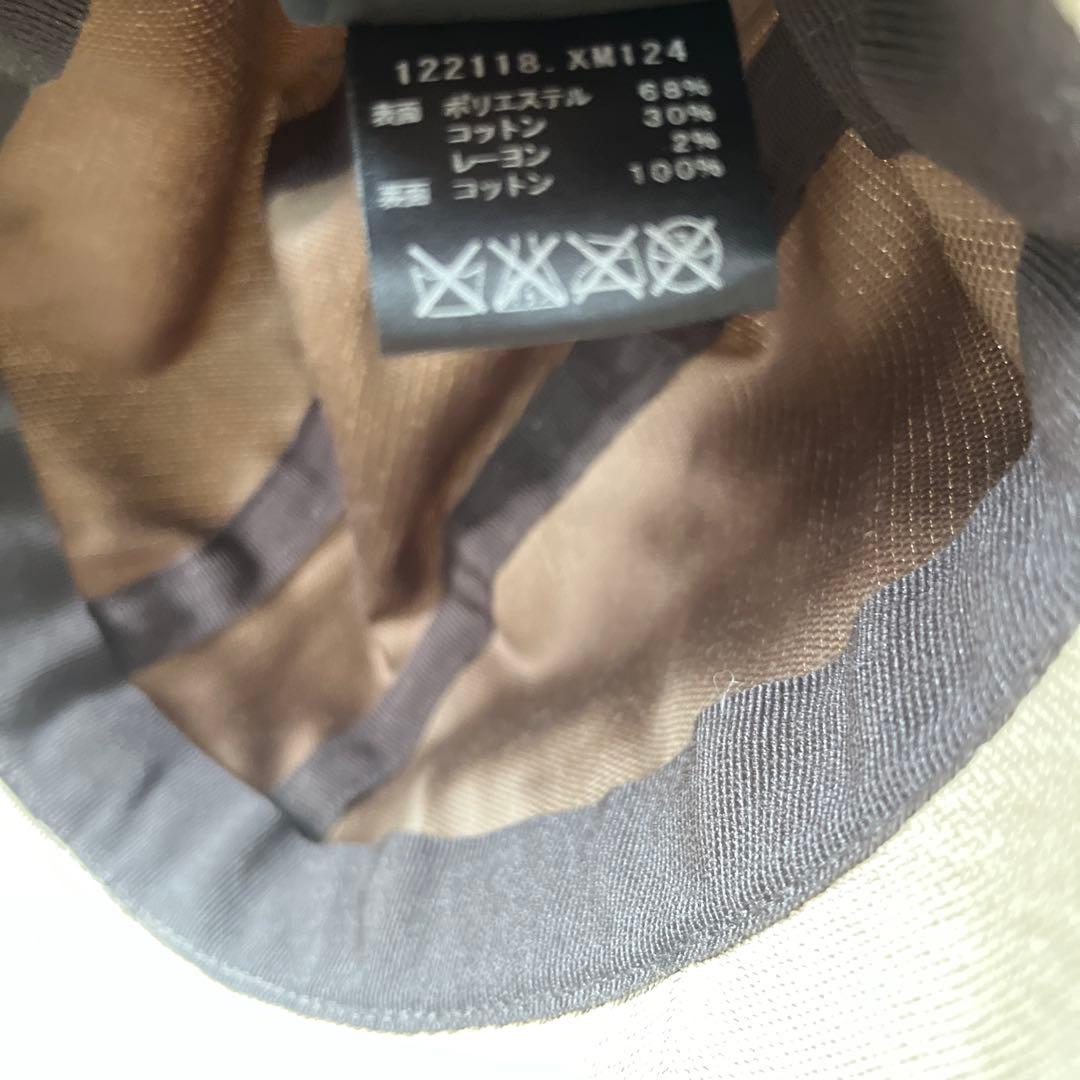 122118.XM124
表面 ポリエステル 68%
コットン 30%
レーヨン 2%
表面 コットン 100%